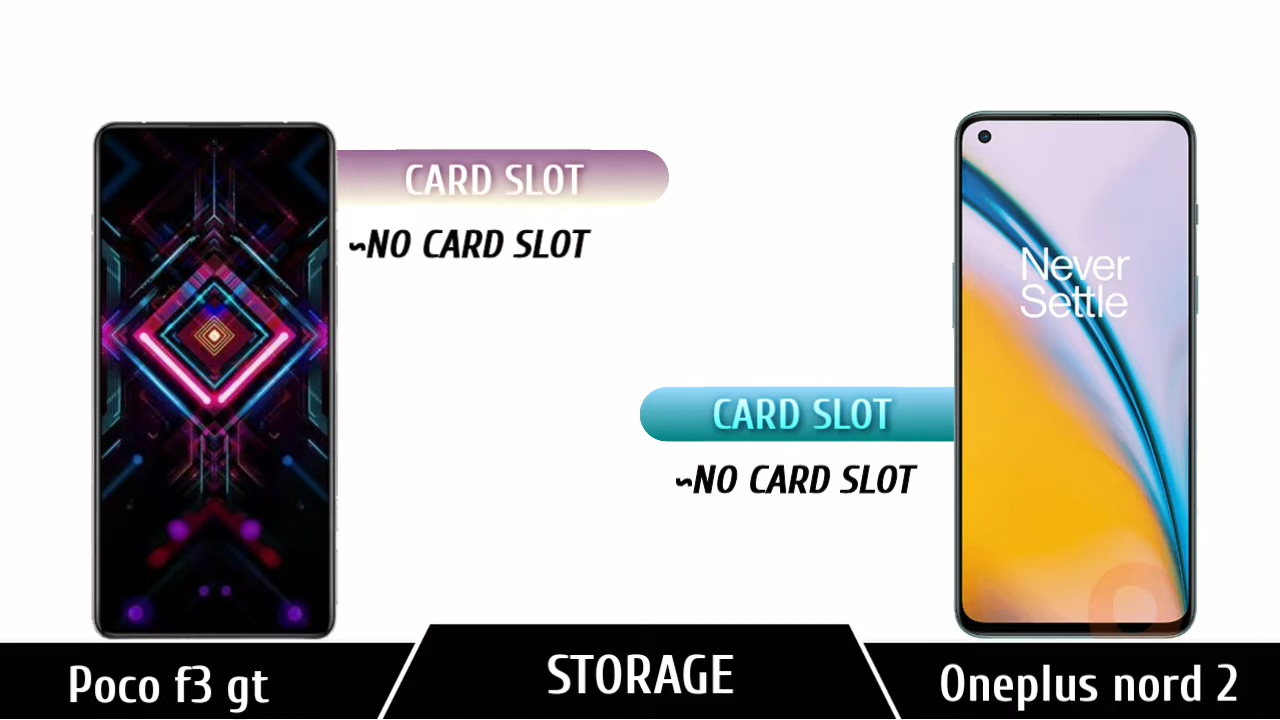 CARD SLOT
~NO CARD SLOT
Never
Settle
CARD SLOT
~NO CARD SLOT
Poco f3 gt
STORAGE
Oneplus nord 2